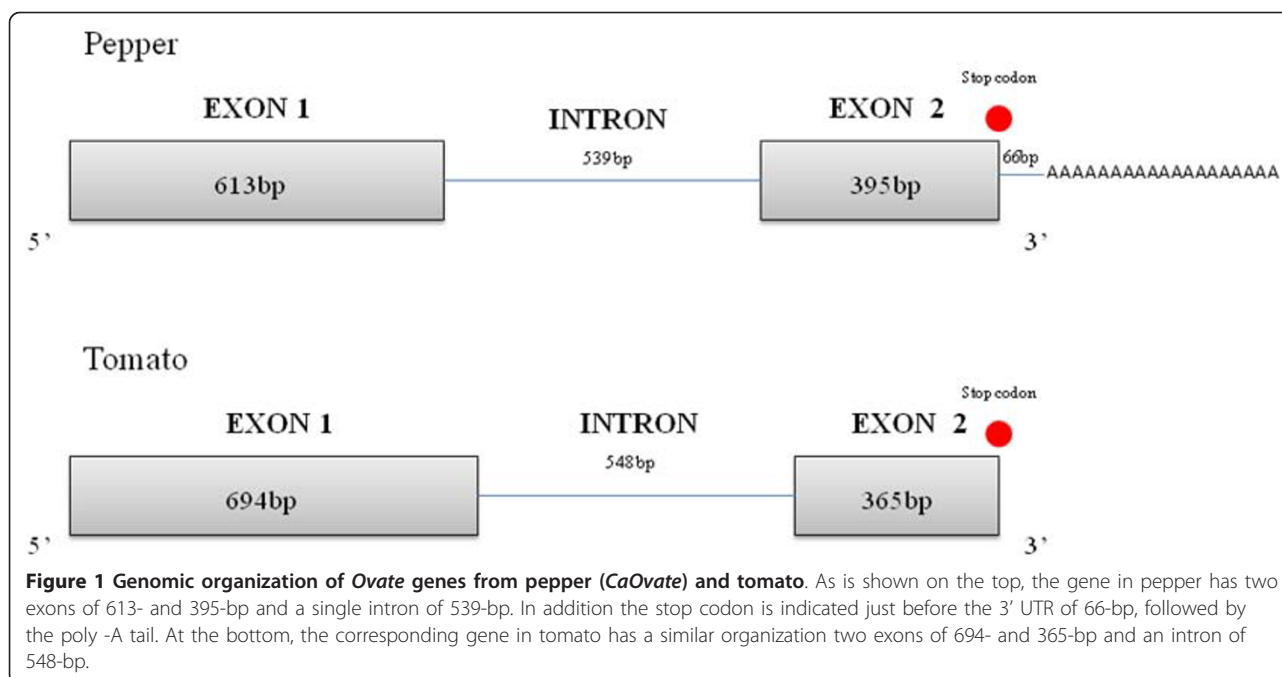 Pepper
Stop codon
EXON 1
INTRON
EXON 2
613bp
539bp
395bp
66bp
AAAAAAAAAAAAAAAAAAA
5’
3’
Tomato
Stop codon
EXON 1
INTRON
EXON 2
694bp
548bp
365bp
5’
3’
Figure 1 Genomic organization of Ovate genes from pepper (CaOvate) and tomato. As is shown on the top, the gene in pepper has two
exons of 613- and 395-bp and a single intron of 539-bp. In addition the stop codon is indicated just before the 3’ UTR of 66-bp, followed by
the poly -A tail. At the bottom, the corresponding gene in tomato has a similar organization two exons of 694- and 365-bp and an intron of
548-bp.